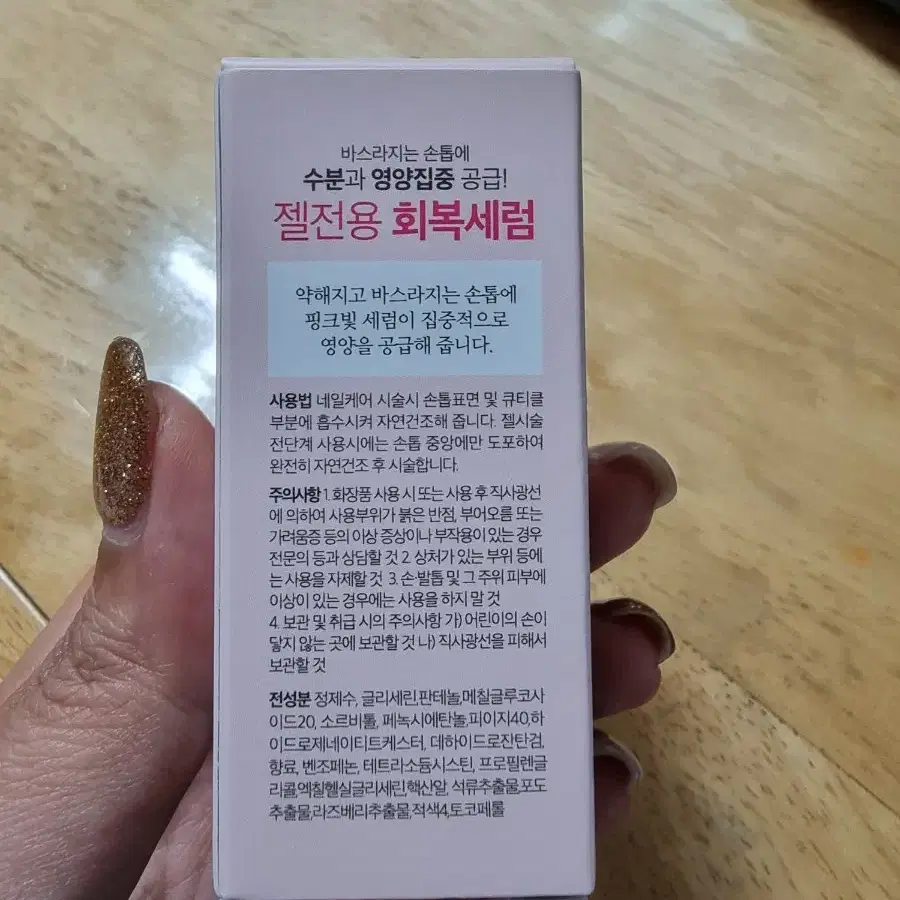 바스라지는 손톱에
수분과 영양집중 공급!
젤전용 회복세럼
약해지고 바스라지는 손톱에
핑크빛 세럼이 집중적으로
영양을 공급해 줍니다.
사용법 네일케어 시술시 손톱표면 및 큐티클
부분에 흡수시켜 자연건조해 줍니다. 젤시술
전단계 사용시에는 손톱 중앙에만 도포하여
완전히 자연건조 후 시술합니다.
주의사항 1. 화장품 사용 시 또는 사용 후 직사광선
에 의하여 사용부위가 붉은 반점, 부어오름 또는
가려움증 등의 이상 증상이나 부작용이 있는 경우
전문의 등과 상담할 것 2. 상처가 있는 부위 등에
는 사용을 자제할 것 3. 손·발톱 및 그 주위 피부에
이상이 있는 경우에는 사용을 하지 말 것
4. 보관 및 취급 시의 주의사항 가) 어린이의 손이
닿지 않는 곳에 보관할 것 나) 직사광선을 피해서
보관할 것
전성분 정제수, 글리세린,판테놀,메칠글루코사
이드20, 소르비톨, 페녹시에탄놀,피이지40,하
이드로제네이티트케스터, 데하이드로잔탄검,
향료, 벤조페논, 테트라소듐시스틴, 프로필렌글
리콜,엑칠헬실글리세린,핵산알, 석류추출물,포도
추출물,라즈베리추출물,적색4,토코페롤